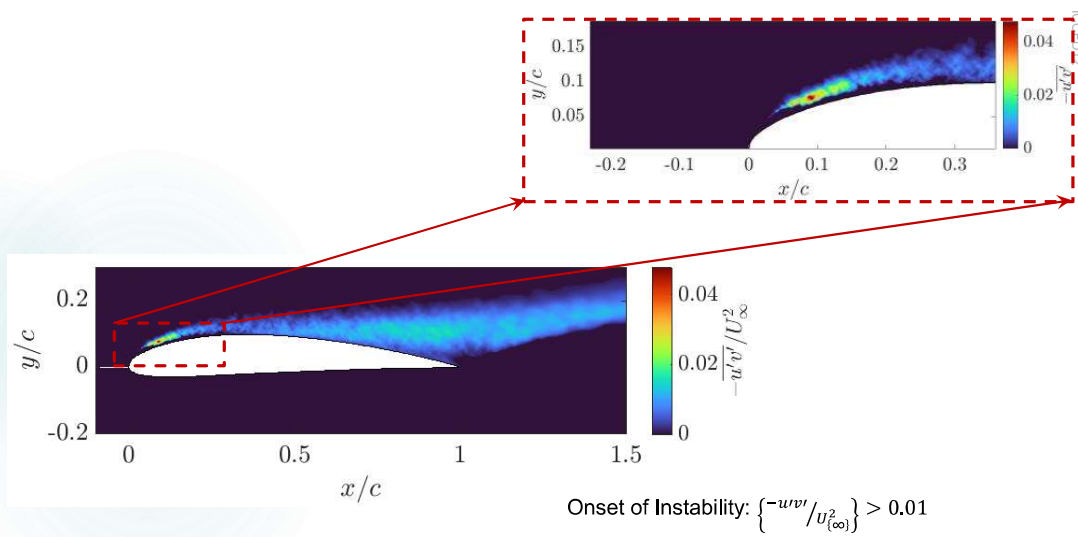 0.15
0.1
0.05
y/c
-0.2 -0.1 0 0.1 0.2 0.3
x/c
0.04
0.02
0
-u'v'
0.2
0
-0.2
y/c
0 0.5 1 1.5
x/c
0.04
0.02
0
-u'v'/U∞²
Onset of Instability: {-u'v'/U{∞}²} > 0.01